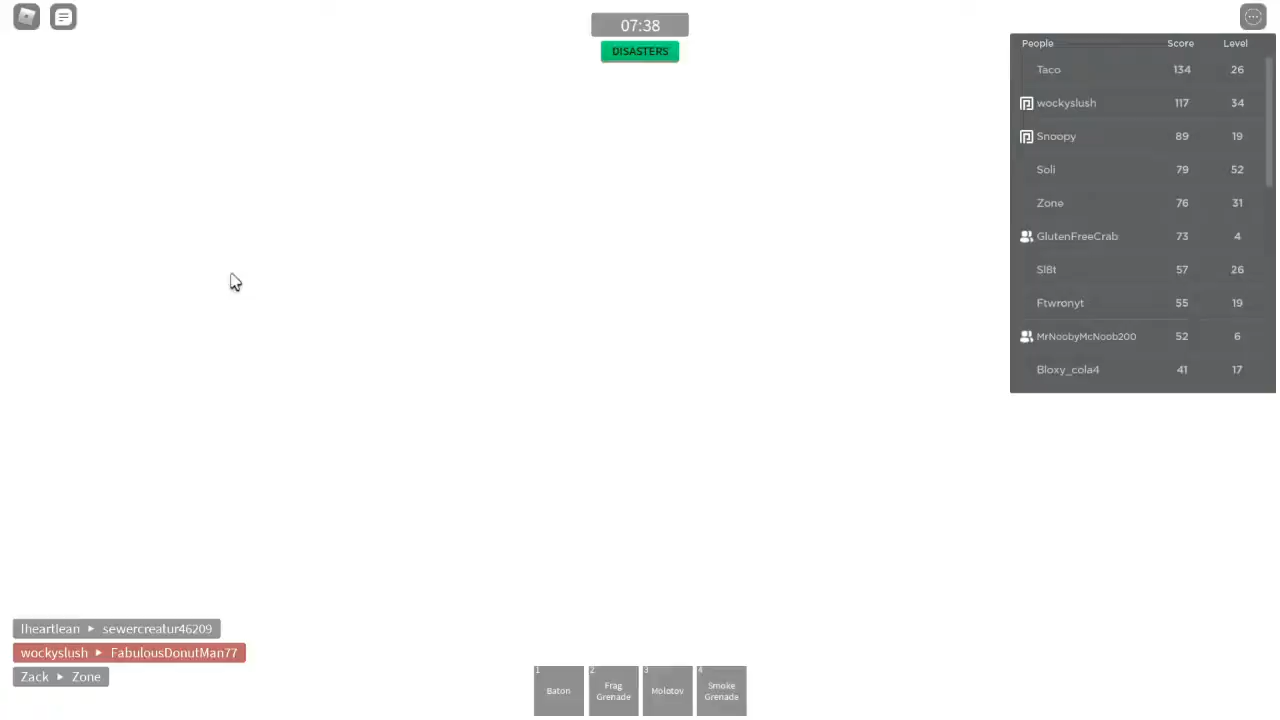 07:38
DISASTERS
People Score Level
Taco 134 26
wockyslush 117 34
Snoopy 89 19
Soli 79 52
Zone 76 31
GlutenFreeCrab 73 4
Sl8t 57 26
Ftwronyt 55 19
MrNoobyMcNoob200 52 6
Bloxy_cola4 41 17
Iheartlean ▸ sewercreatur46209
wockyslush ▸ FabulousDonutMan77
Zack ▸ Zone
1 2 3 4
Baton Frag Grenade Molotov Smoke Grenade